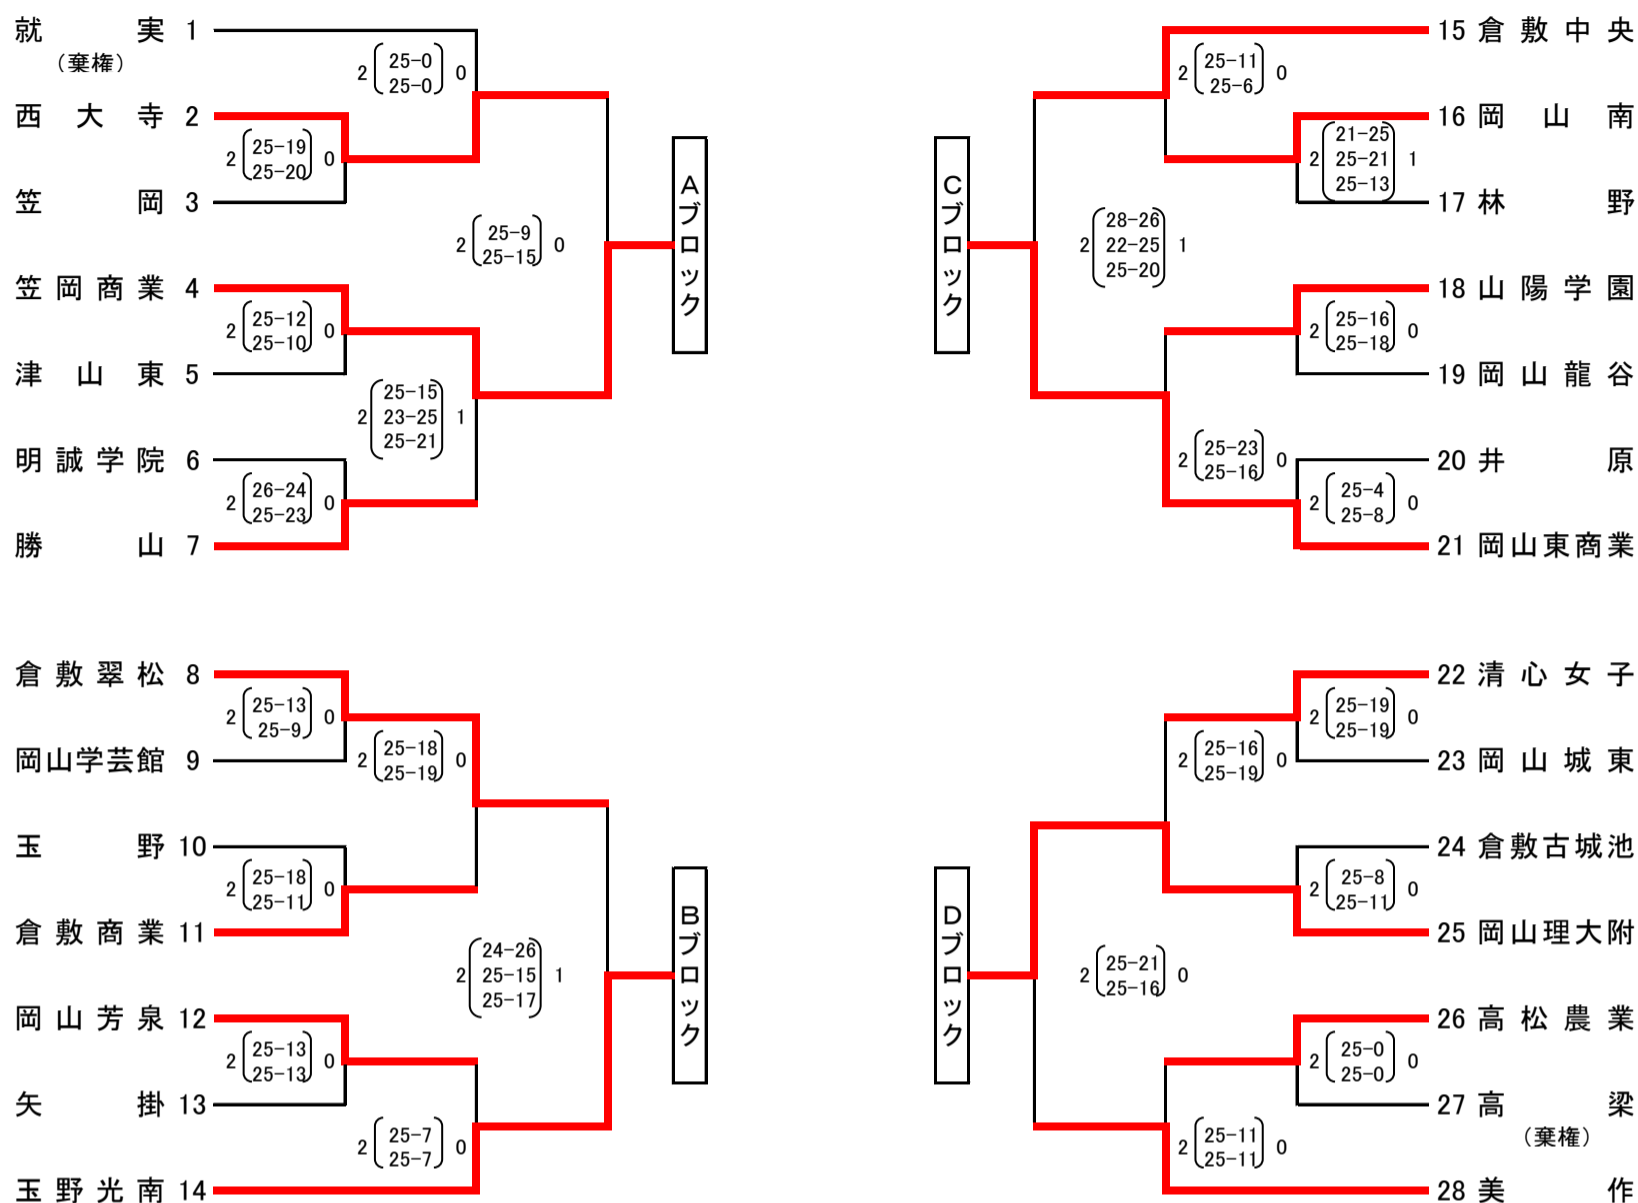 就実 1
（棄権）
2 25-0 0
25-0
西大寺 2
2 25-19 0
25-20
笠岡 3
2 25-9 0
25-15
Aブロック
笠岡商業 4
2 25-12 0
25-10
津山東 5
2 25-15 1
23-25
25-21
明誠学院 6
2 26-24 0
25-23
勝山 7
倉敷翠松 8
2 25-13 0
25-9
岡山学芸館 9
2 25-18 0
25-19
玉野 10
2 25-18 0
25-11
倉敷商業 11
2 24-26 1
25-15
25-17
Bブロック
岡山芳泉 12
2 25-13 0
25-13
矢掛 13
2 25-7 0
25-7
玉野光南 14
15 倉敷中央
2 25-11 0
25-6
16 岡山南
2 21-25 1
25-21
25-13
17 林野
Cブロック
2 28-26 1
22-25
25-20
18 山陽学園
2 25-16 0
25-18
19 岡山龍谷
2 25-23 0
25-16
20 井原
2 25-4 0
25-8
21 岡山東商業
22 清心女子
2 25-19 0
25-19
23 岡山城東
2 25-16 0
25-19
24 倉敷古城池
2 25-8 0
25-11
25 岡山理大附
Dブロック
2 25-21 0
25-16
26 高松農業
2 25-0 0
25-0
27 高梁
（棄権）
2 25-11 0
25-11
28 美作